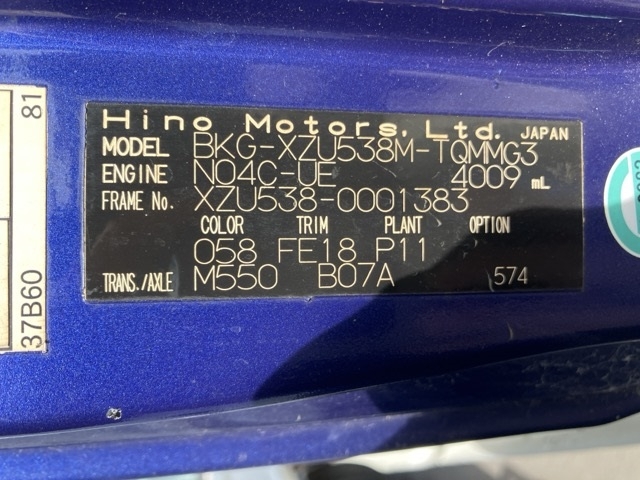 Hino Motors, Ltd. JAPAN
MODEL BKG-XZU538M-TQMMG3
ENGINE N04C-UE 4009 mL
FRAME No. XZU538-0001383
COLOR TRIM PLANT OPTION
058 FE18 P11
TRANS./AXLE M550 B07A 574
37B60 81